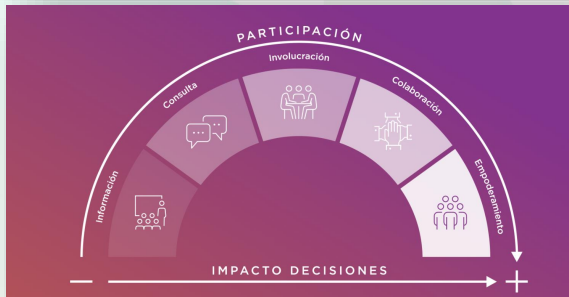 PARTICIPACIÓN
Información
Consulta
Involucración
Colaboración
Empoderamiento
IMPACTO DECISIONES